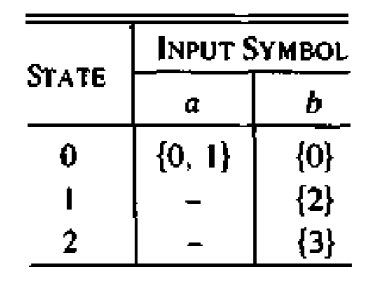 INPUT SYMBOL
STATE
a b
0 {0, 1} {0}
1 – {2}
2 – {3}